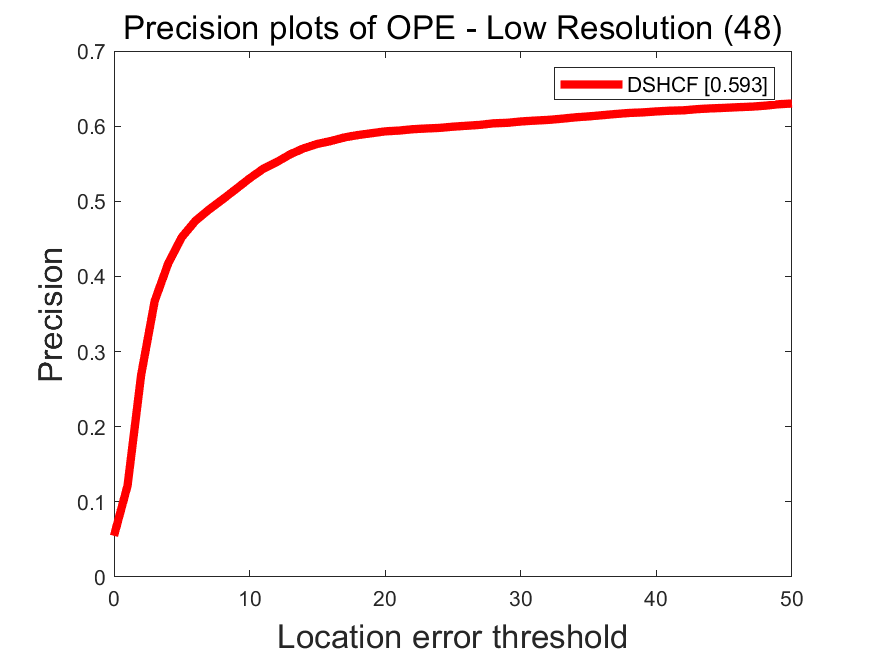 Precision plots of OPE - Low Resolution (48)
DSHCF [0.593]
0.7
0.6
0.5
0.4
0.3
0.2
0.1
0
Precision
0 10 20 30 40 50
Location error threshold